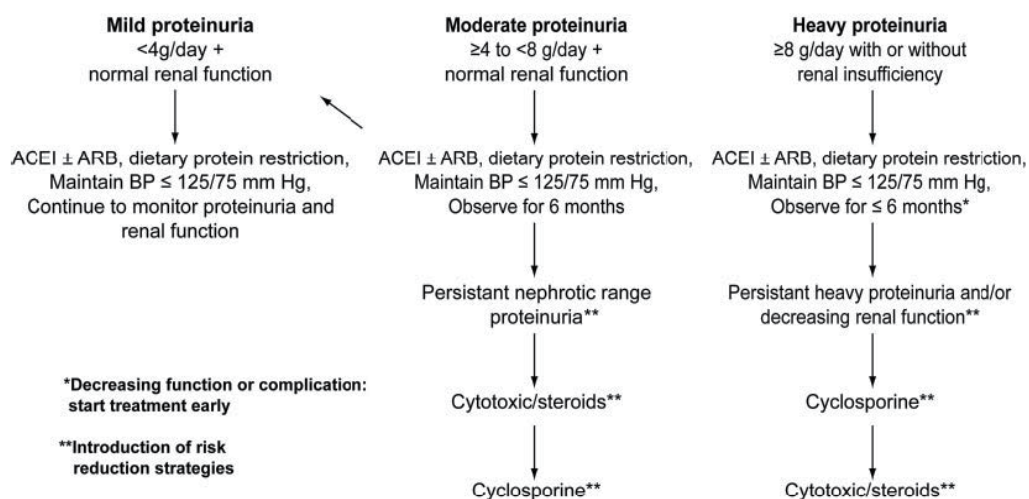 Mild proteinuria
<4g/day +
normal renal function
ACEI ± ARB, dietary protein restriction,
Maintain BP ≤ 125/75 mm Hg,
Continue to monitor proteinuria and
renal function
Moderate proteinuria
≥4 to <8 g/day +
normal renal function
ACEI ± ARB, dietary protein restriction,
Maintain BP ≤ 125/75 mm Hg,
Observe for 6 months
Persistant nephrotic range
proteinuria**
Cytotoxic/steroids**
Cyclosporine**
Heavy proteinuria
≥8 g/day with or without
renal insufficiency
ACEI ± ARB, dietary protein restriction,
Maintain BP ≤ 125/75 mm Hg,
Observe for ≤ 6 months*
Persistant heavy proteinuria and/or
decreasing renal function**
Cyclosporine**
Cytotoxic/steroids**
*Decreasing function or complication:
start treatment early
**Introduction of risk
reduction strategies